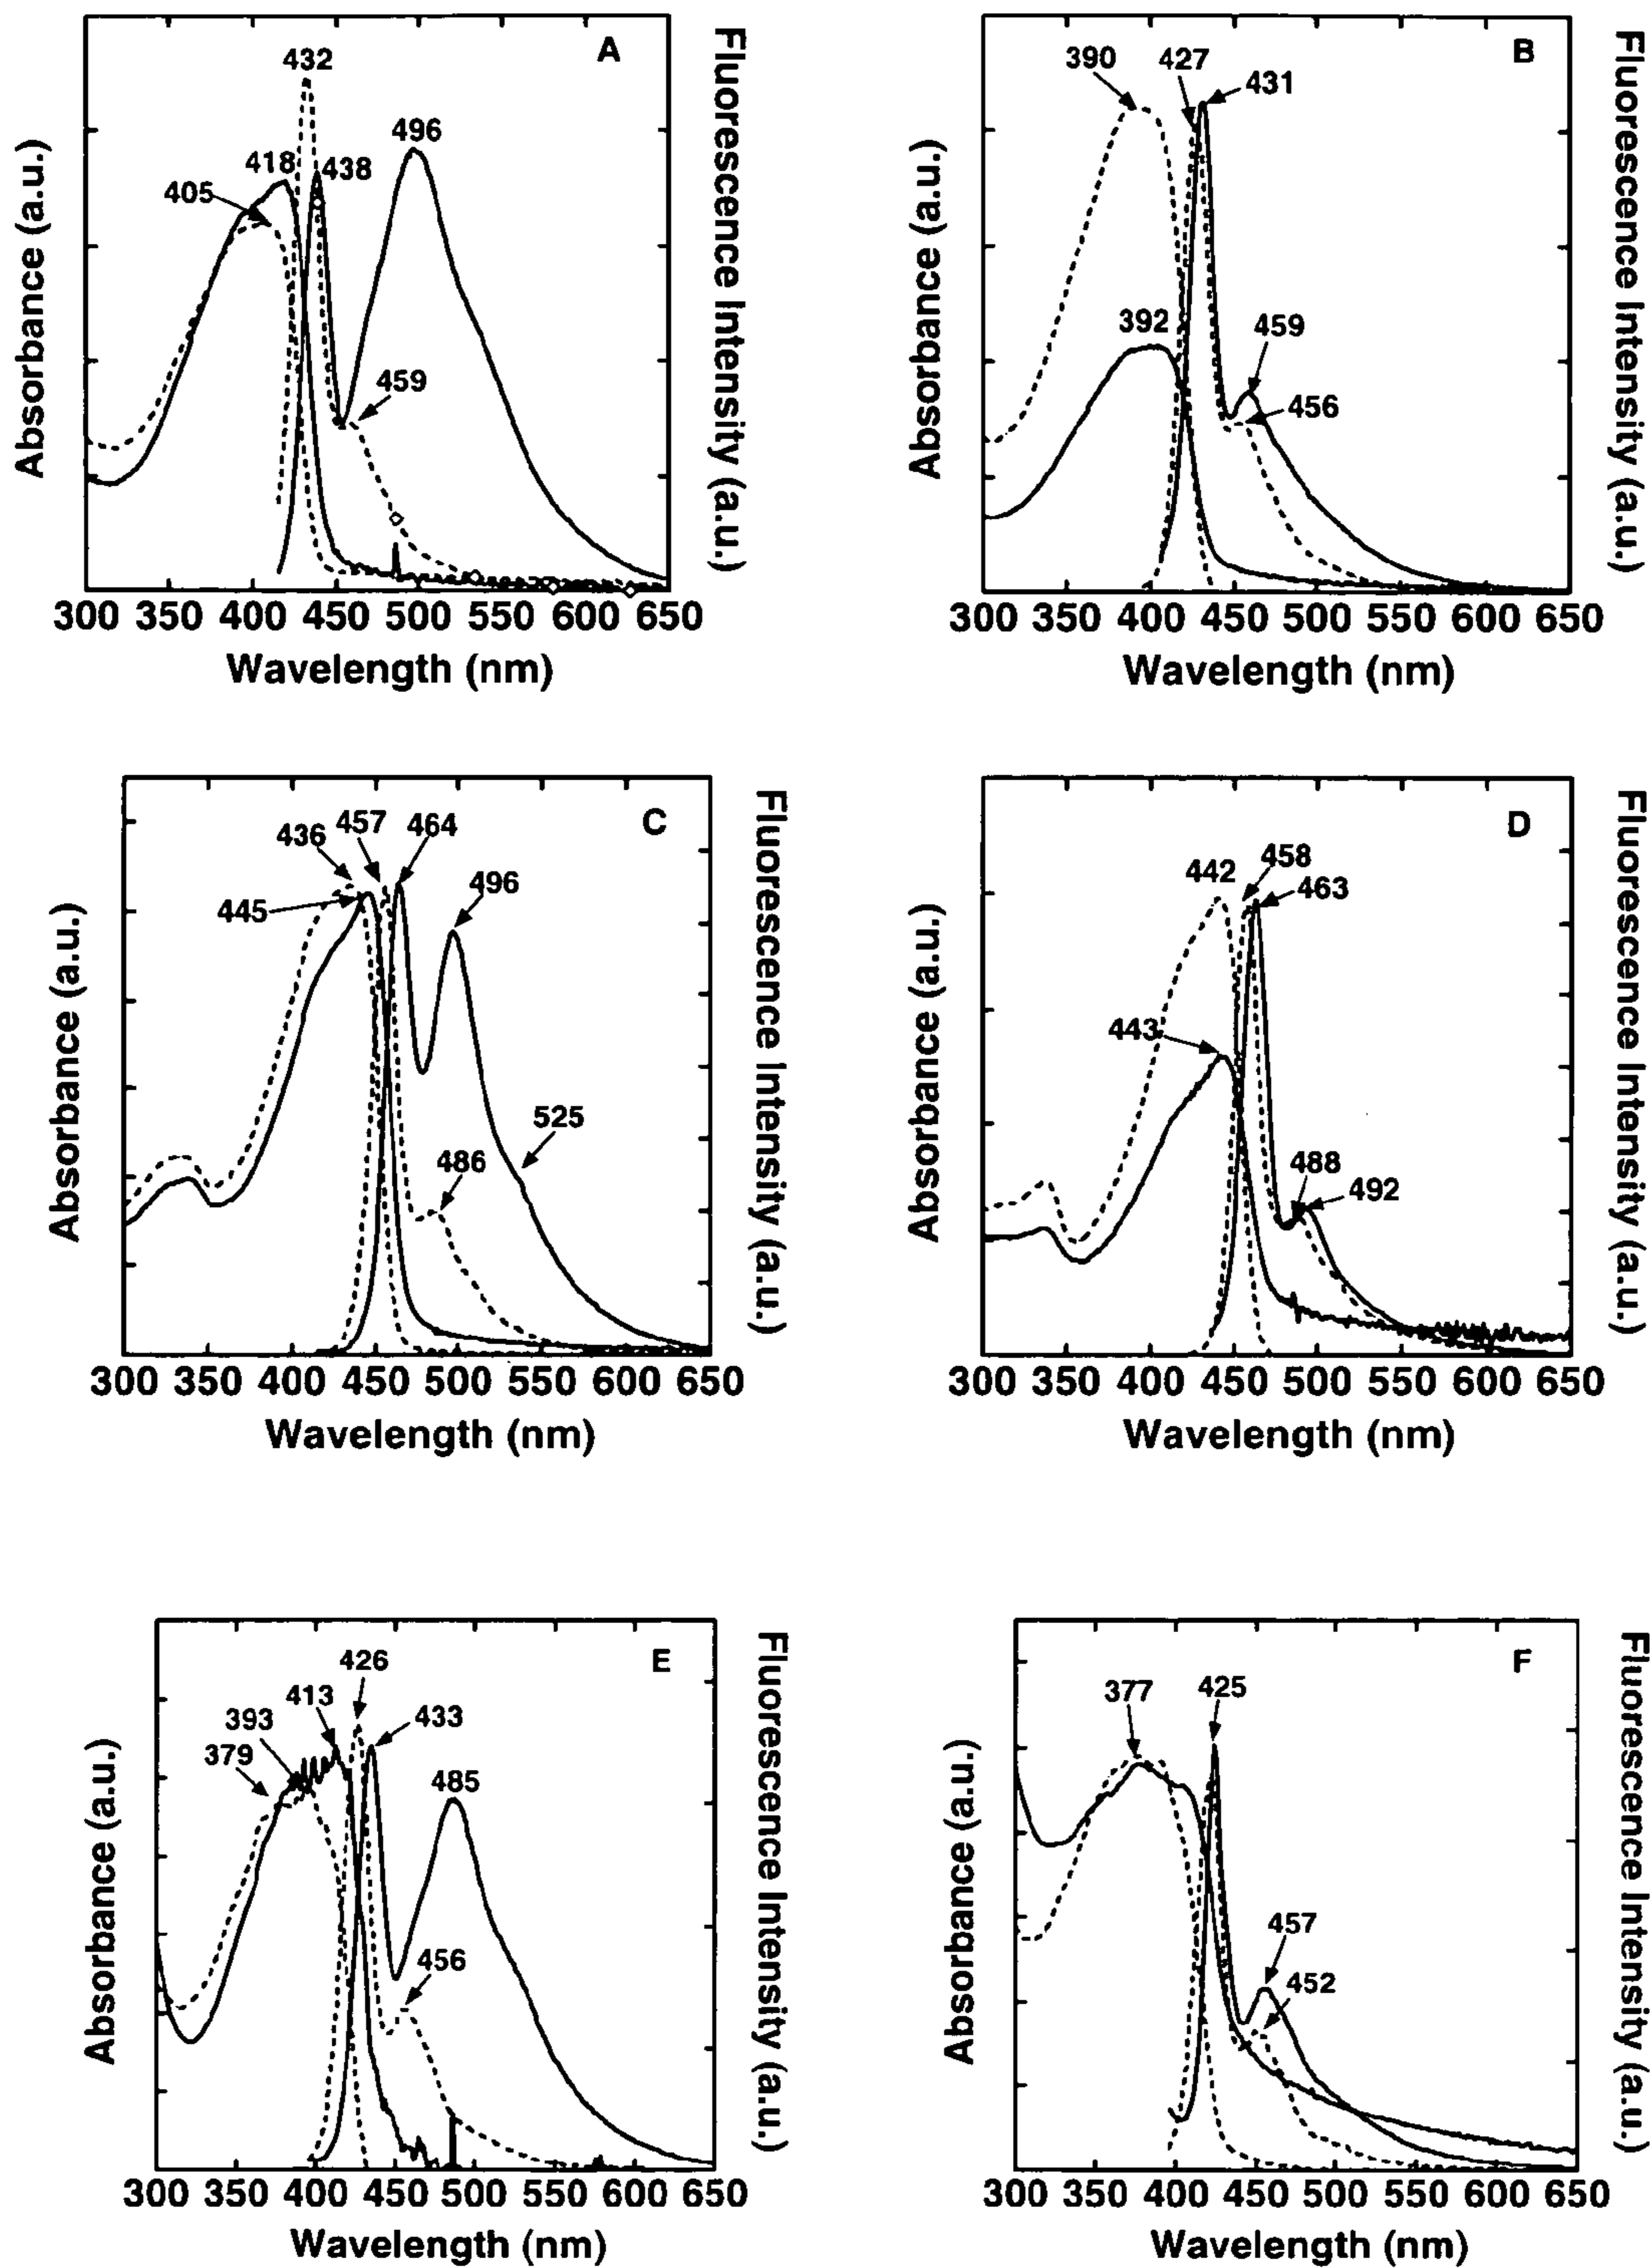 A
432
496
418
438
405
459
Absorbance (a.u.)
Fluorescence Intensity (a.u.)
300 350 400 450 500 550 600 650
Wavelength (nm)
B
390
427
431
392
459
456
Absorbance (a.u.)
Fluorescence Intensity (a.u.)
300 350 400 450 500 550 600 650
Wavelength (nm)
C
436
457
464
445
496
525
486
Absorbance (a.u.)
Fluorescence Intensity (a.u.)
300 350 400 450 500 550 600 650
Wavelength (nm)
D
442
458
463
443
488
492
Absorbance (a.u.)
Fluorescence Intensity (a.u.)
300 350 400 450 500 550 600 650
Wavelength (nm)
E
426
413
433
393
379
485
456
Absorbance (a.u.)
Fluorescence Intensity (a.u.)
300 350 400 450 500 550 600 650
Wavelength (nm)
F
377
425
457
452
Absorbance (a.u.)
Fluorescence Intensity (a.u.)
300 350 400 450 500 550 600 650
Wavelength (nm)